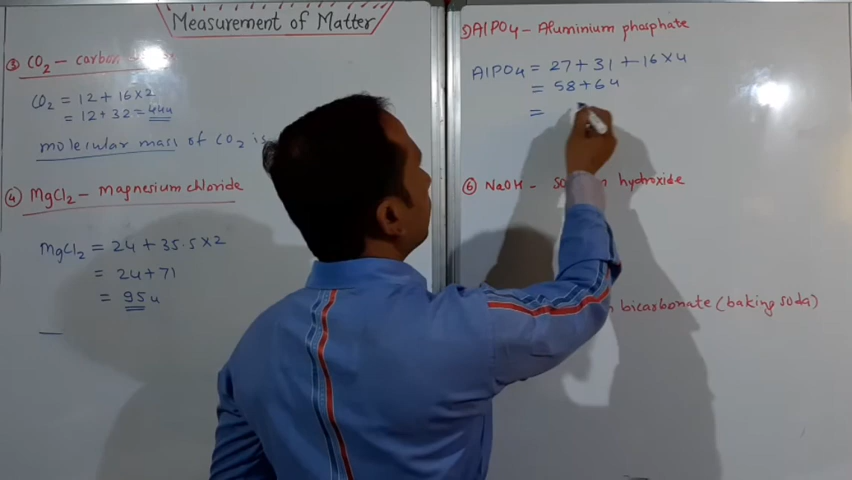 Measurement of Matter
③ CO₂ - carbon
CO₂ = 12 + 16 × 2
= 12 + 32 = 44u
molecular mass of CO₂ is
④ MgCl₂ - magnesium chloride
MgCl₂ = 24 + 35.5 × 2
= 24 + 71
= 95u
AlPO₄ - Aluminium phosphate
AlPO₄ = 27 + 31 + 16 × 4
= 58 + 64
=
⑥ NaOH - hydroxide
bicarbonate (baking soda)